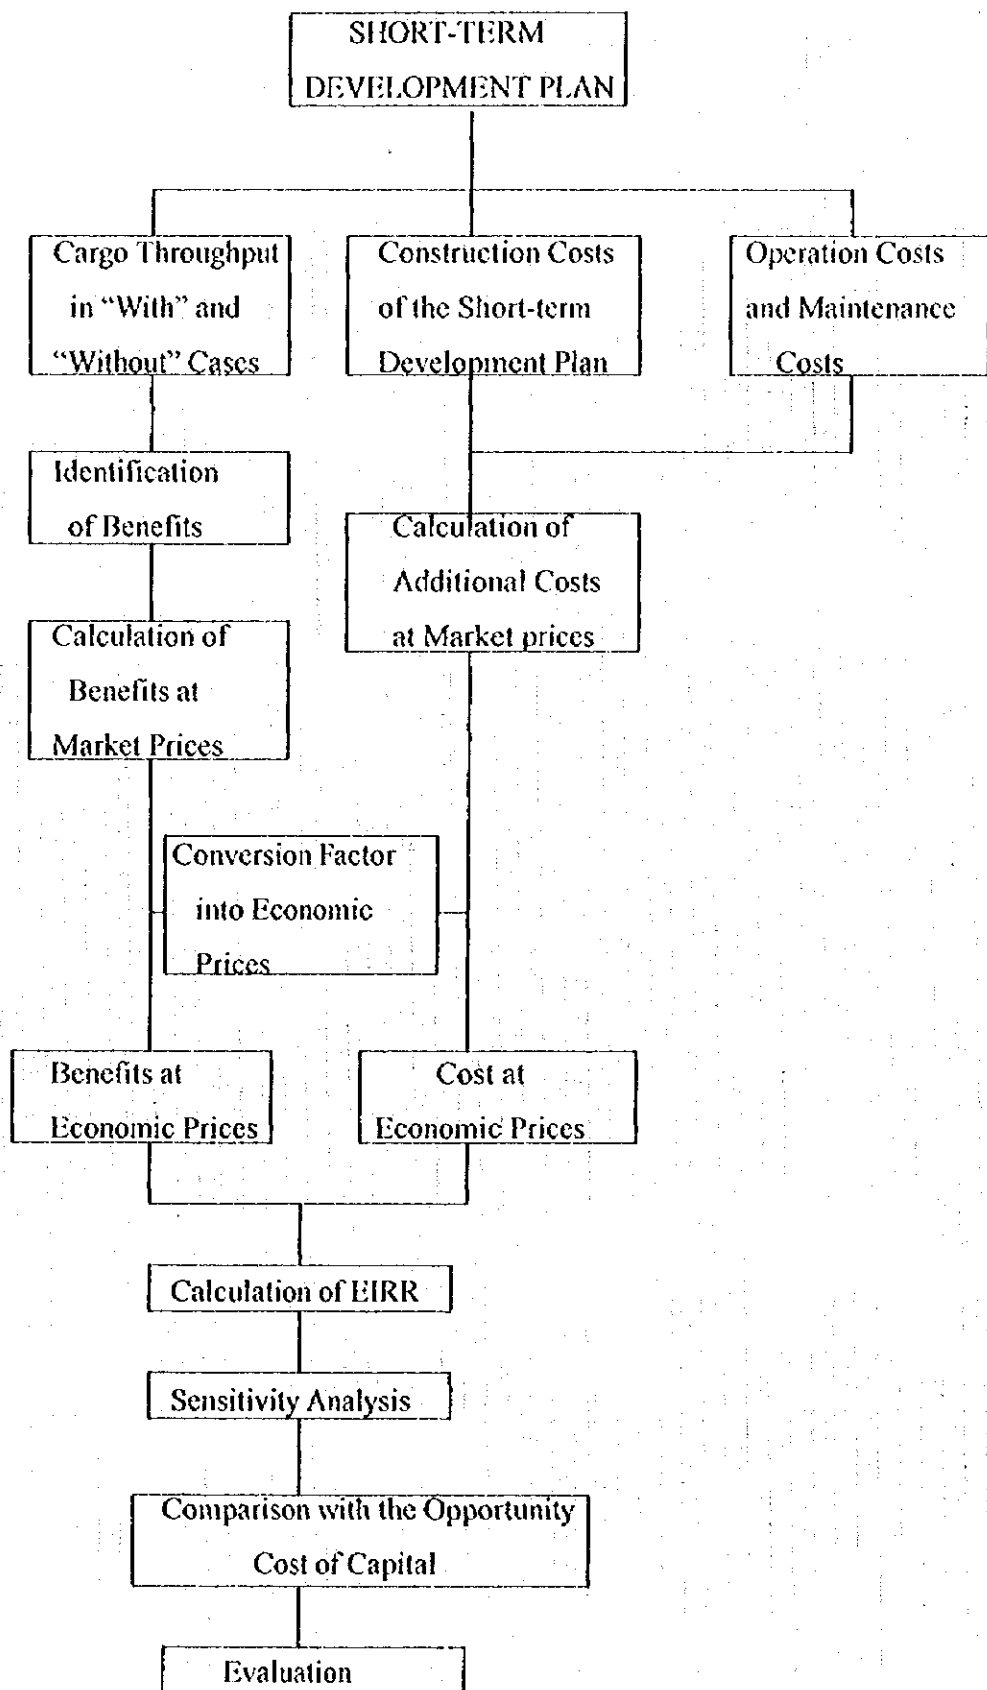 SHORT-TERM
DEVELOPMENT PLAN
Cargo Throughput
in “With” and
“Without” Cases
Construction Costs
of the Short-term
Development Plan
Operation Costs
and Maintenance
Costs
Identification
of Benefits
Calculation of
Additional Costs
at Market prices
Calculation of
Benefits at
Market Prices
Conversion Factor
into Economic
Prices
Benefits at
Economic Prices
Cost at
Economic Prices
Calculation of EIRR
Sensitivity Analysis
Comparison with the Opportunity
Cost of Capital
Evaluation